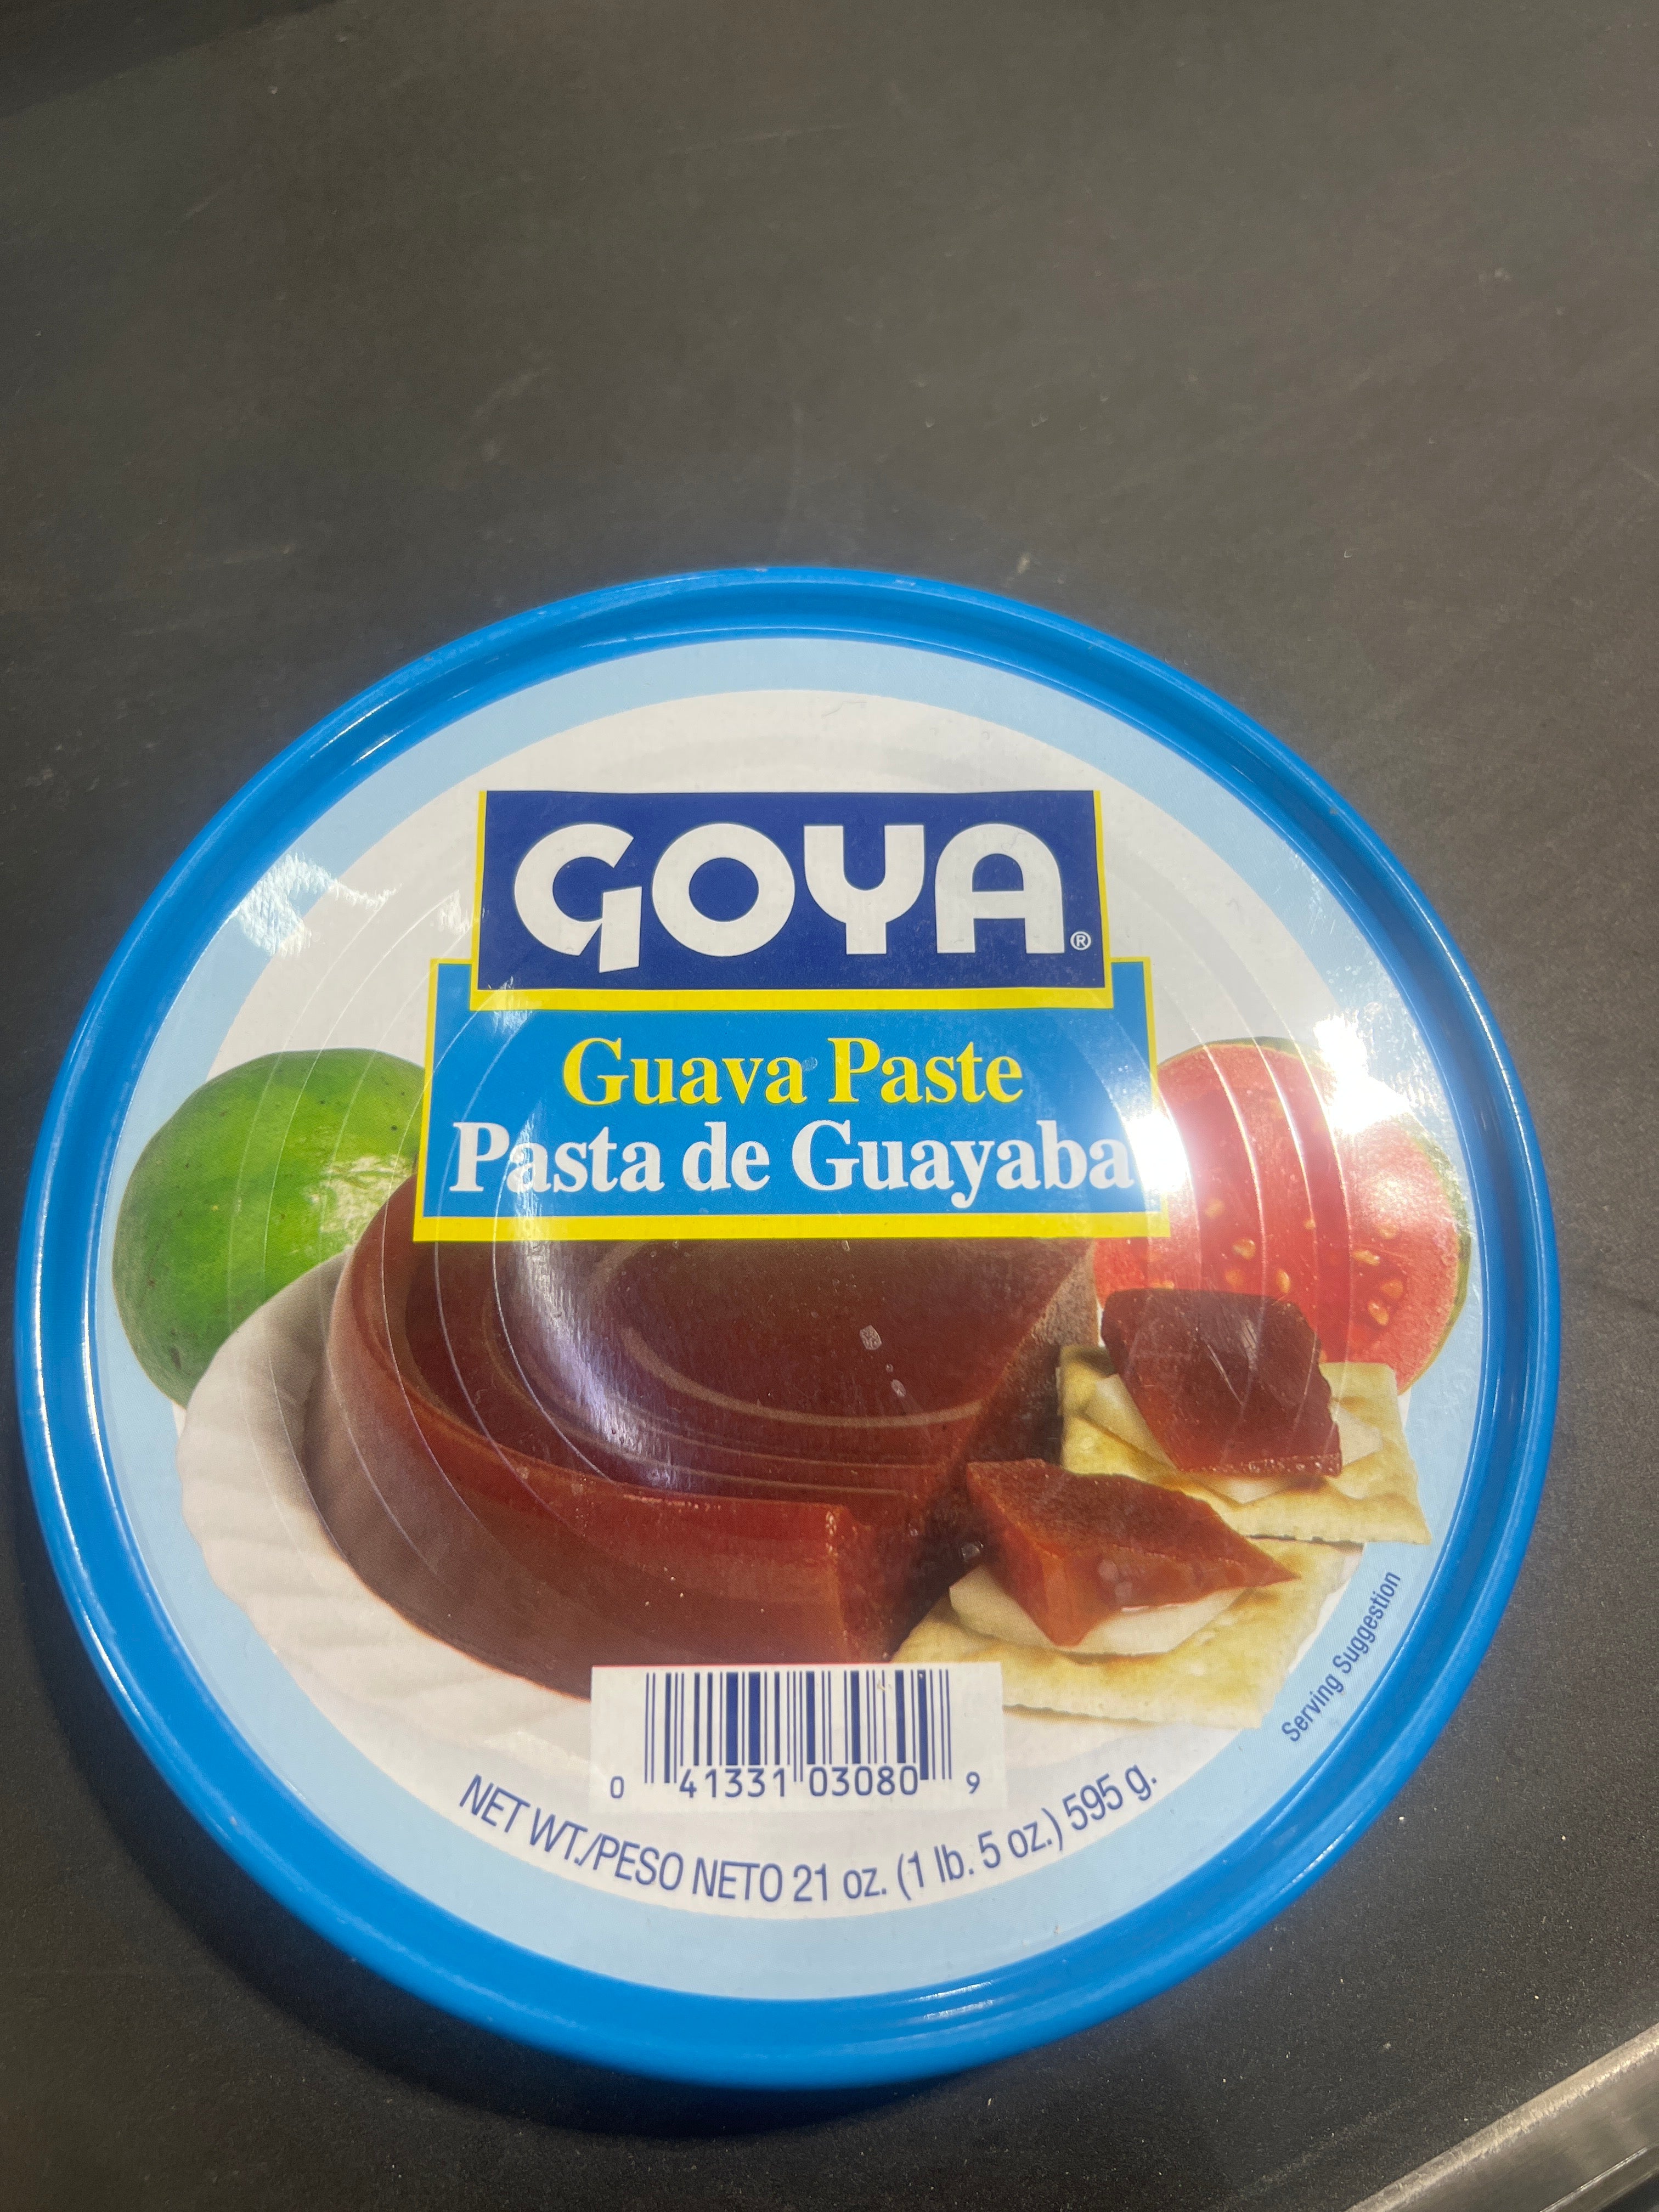 GOYA®
Guava Paste
Pasta de Guayaba
Serving Suggestion
0 41331 03080 9
NET WT./PESO NETO 21 oz. (1 lb. 5 oz.) 595 g.